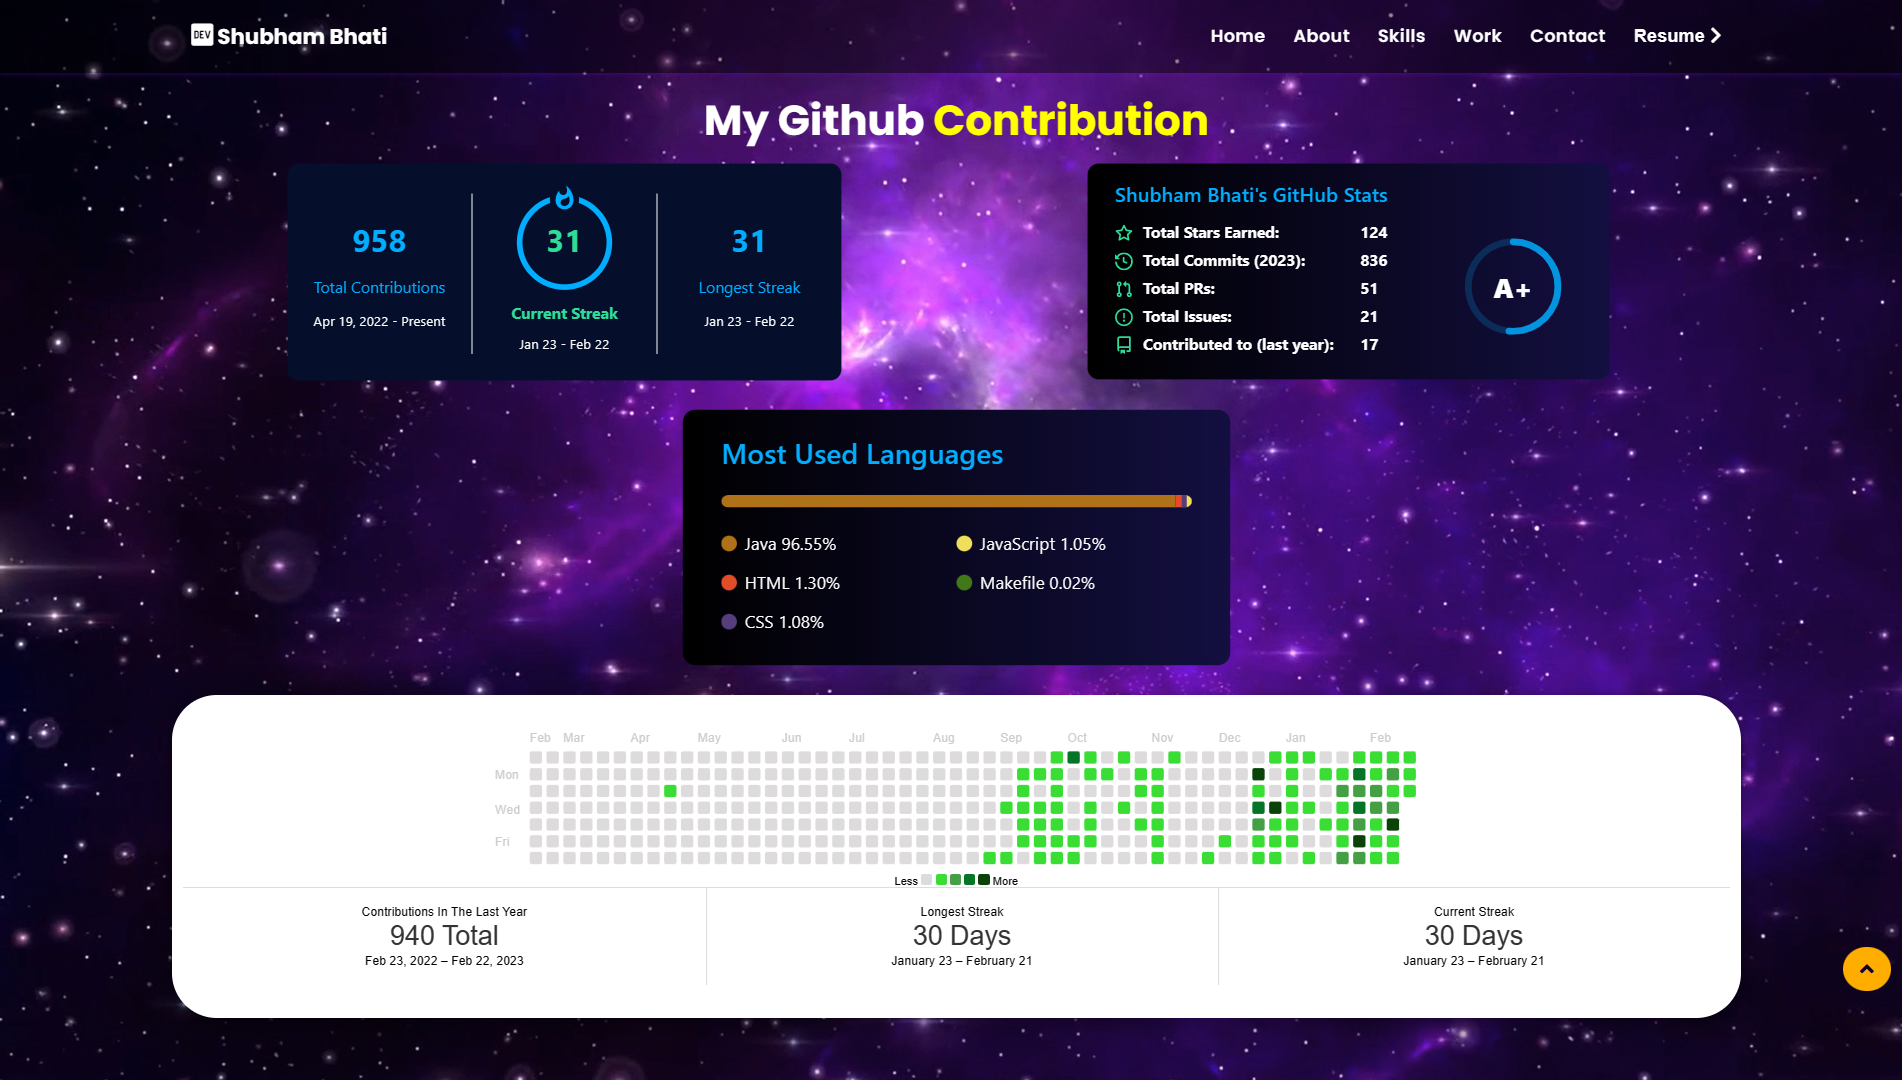 DEV Shubham Bhati
Home About Skills Work Contact Resume
My Github Contribution
958
Total Contributions
Apr 19, 2022 - Present
31
Current Streak
Jan 23 - Feb 22
31
Longest Streak
Jan 23 - Feb 22
Shubham Bhati's GitHub Stats
Total Stars Earned: 124
Total Commits (2023): 836
Total PRs: 51
Total Issues: 21
Contributed to (last year): 17
A+
Most Used Languages
Java 96.55%
JavaScript 1.05%
HTML 1.30%
Makefile 0.02%
CSS 1.08%
Feb Mar Apr May Jun Jul Aug Sep Oct Nov Dec Jan Feb
Mon
Wed
Fri
Less More
Contributions In The Last Year
940 Total
Feb 23, 2022 – Feb 22, 2023
Longest Streak
30 Days
January 23 – February 21
Current Streak
30 Days
January 23 – February 21